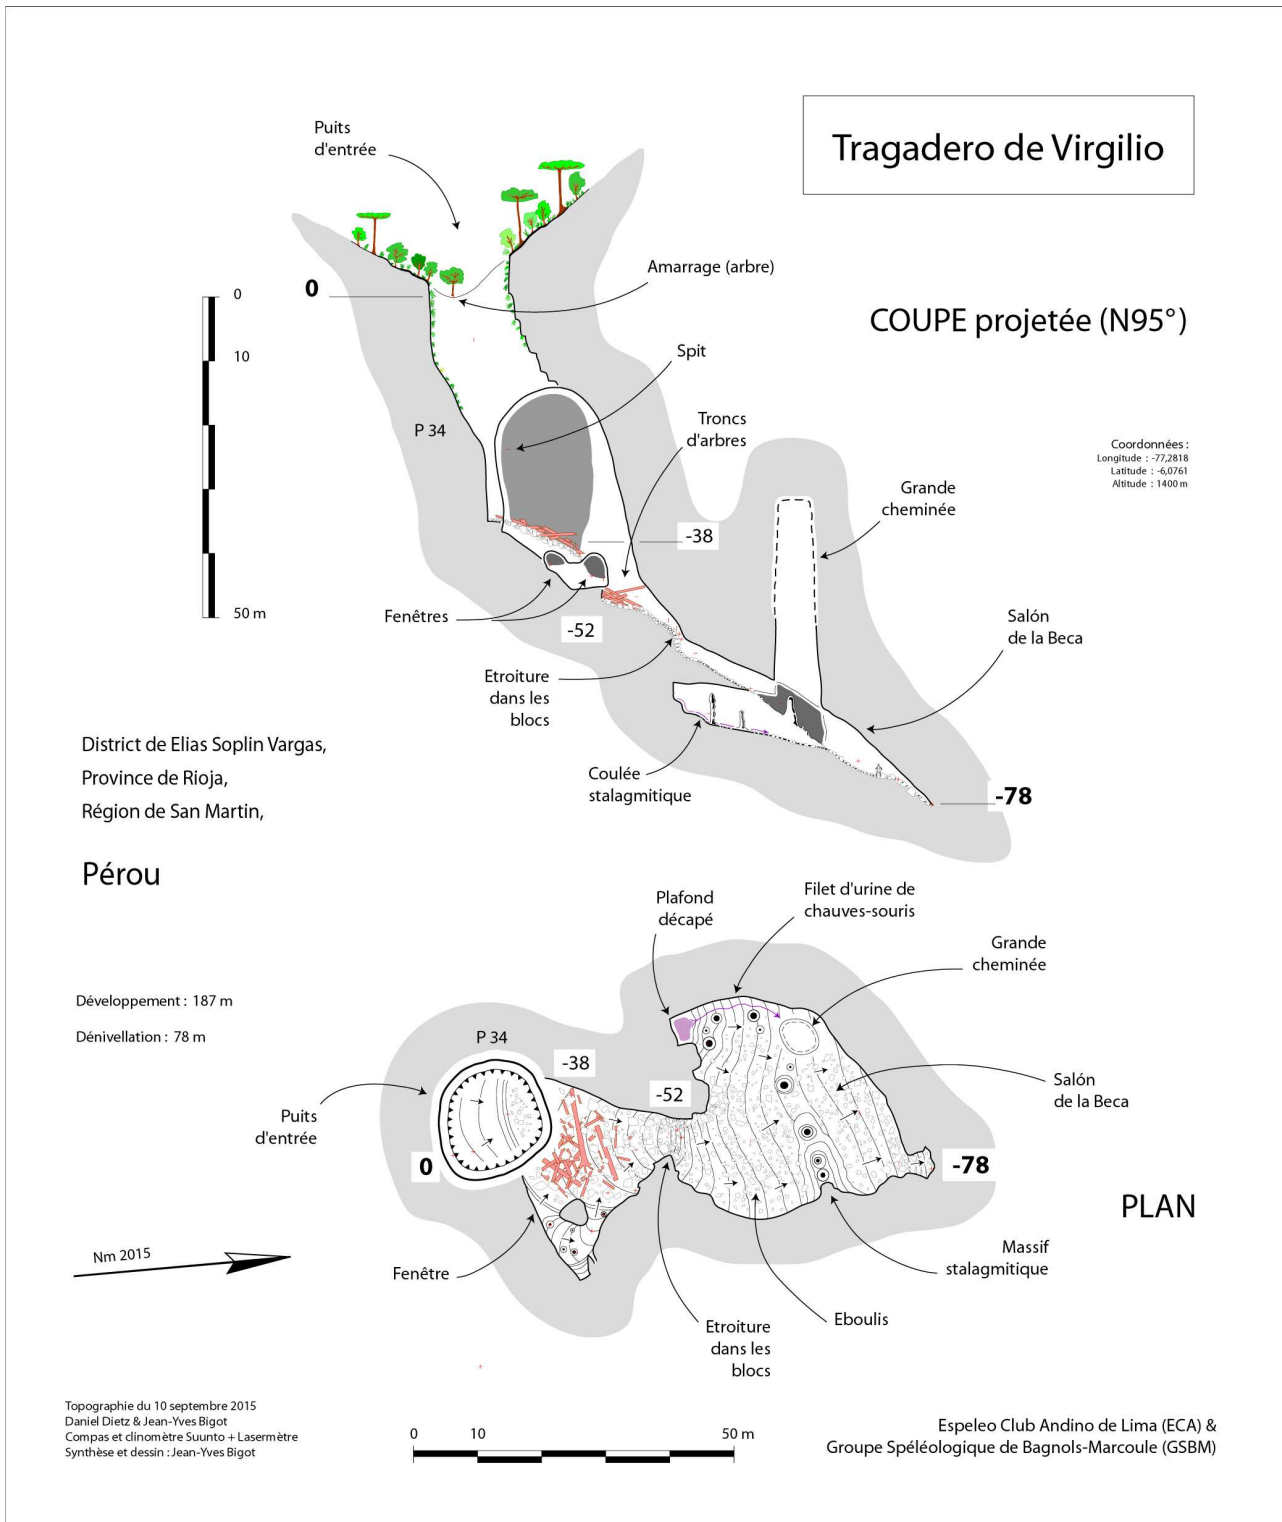 Tragadero de Virgilio
Puits
d'entrée
Amarrage (arbre)
0
0
10
50 m
COUPE projetée (N95°)
Spit
P 34
Troncs
d'arbres
Coordonnées :
Longitude : -77,2818
Latitude : -6,0761
Altitude : 1400 m
Grande
cheminée
-38
Fenêtres
-52
Salón
de la Beca
Etroiture
dans les
blocs
Coulée
stalagmitique
-78
District de Elias Soplin Vargas,
Province de Rioja,
Région de San Martin,
Pérou
Plafond
décapé
Filet d'urine de
chauves-souris
Grande
cheminée
Développement : 187 m
Dénivellation : 78 m
P 34
-38
-52
Salón
de la Beca
Puits
d'entrée
0
-78
PLAN
Nm 2015
Fenêtre
Massif
stalagmitique
Etroiture
dans les
blocs
Eboulis
Topographie du 10 septembre 2015
Daniel Dietz & Jean-Yves Bigot
Compas et clinomètre Suunto + Lasermètre
Synthèse et dessin : Jean-Yves Bigot
0
10
50 m
Espeleo Club Andino de Lima (ECA) &
Groupe Spéléologique de Bagnols-Marcoule (GSBM)